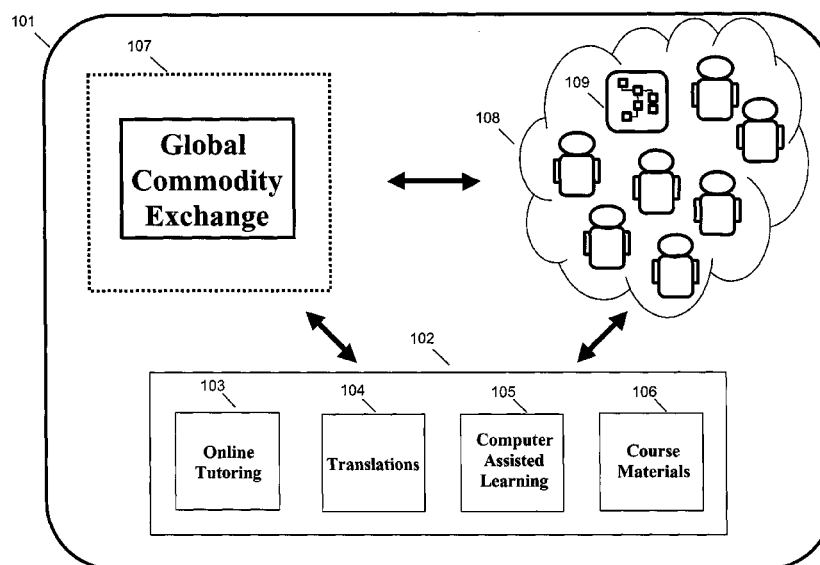 101
107
Global
Commodity
Exchange
109
108
102
103
Online
Tutoring
104
Translations
105
Computer
Assisted
Learning
106
Course
Materials